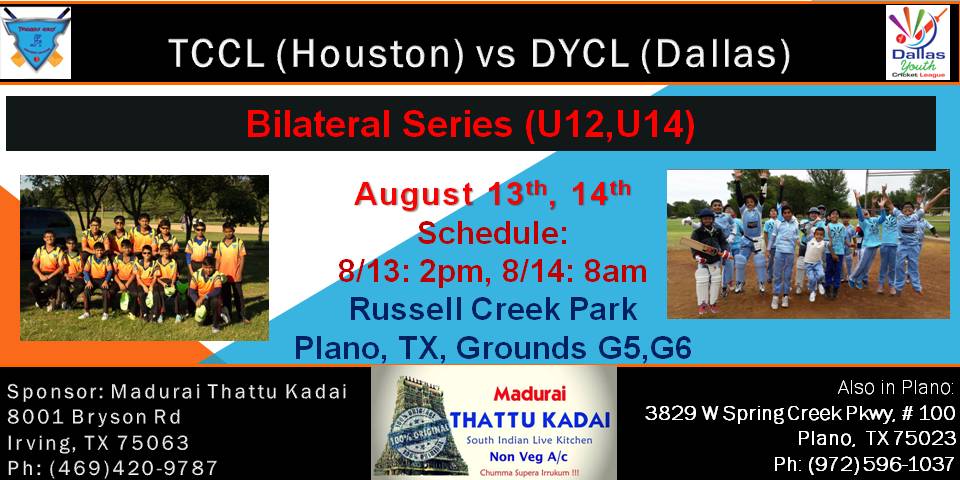 TCCL (Houston) vs DYCL (Dallas)
Dallas
Youth
Cricket League
Bilateral Series (U12,U14)
August 13th, 14th
Schedule:
8/13: 2pm, 8/14: 8am
Russell Creek Park
Plano, TX, Grounds G5,G6
Sponsor: Madurai Thattu Kadai
8001 Bryson Rd
Irving, TX 75063
Ph: (469)420-9787
100% ORIGINAL
Madurai
THATTU KADAI
South Indian Live Kitchen
Non Veg A/c
Chumma Supera Irrukum !!!
Also in Plano:
3829 W Spring Creek Pkwy, # 100
Plano, TX 75023
Ph: (972) 596-1037